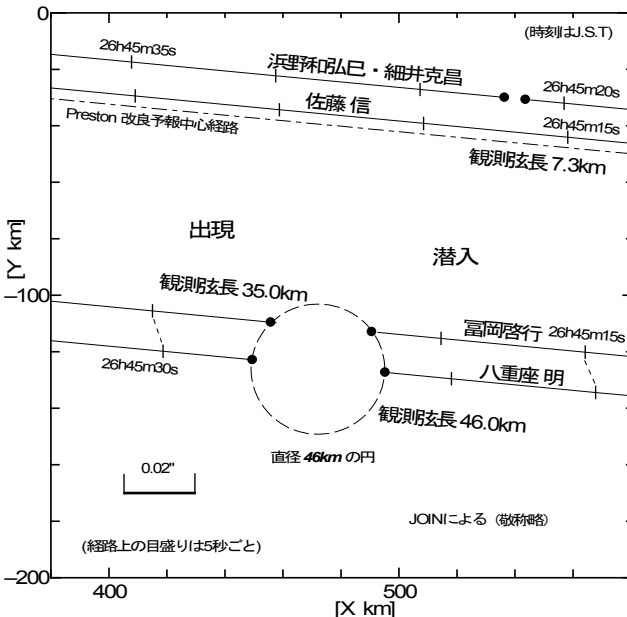 0
(時刻はJ.S.T)
26h45m35s
浜野和弘巳・細井克昌
26h45m20s
佐藤 信
Preston 改良予報中心経路
26h45m15s
観測弦長 7.3km
出現
潜入
[Y km]
観測弦長 35.0km
–100
冨岡啓行 26h45m15s
26h45m30s
八重座 明
観測弦長 46.0km
直径 46km の円
0.02"
JOINによる (敬称略)
(経路上の目盛りは5秒ごと)
–200
400
500
[X km]